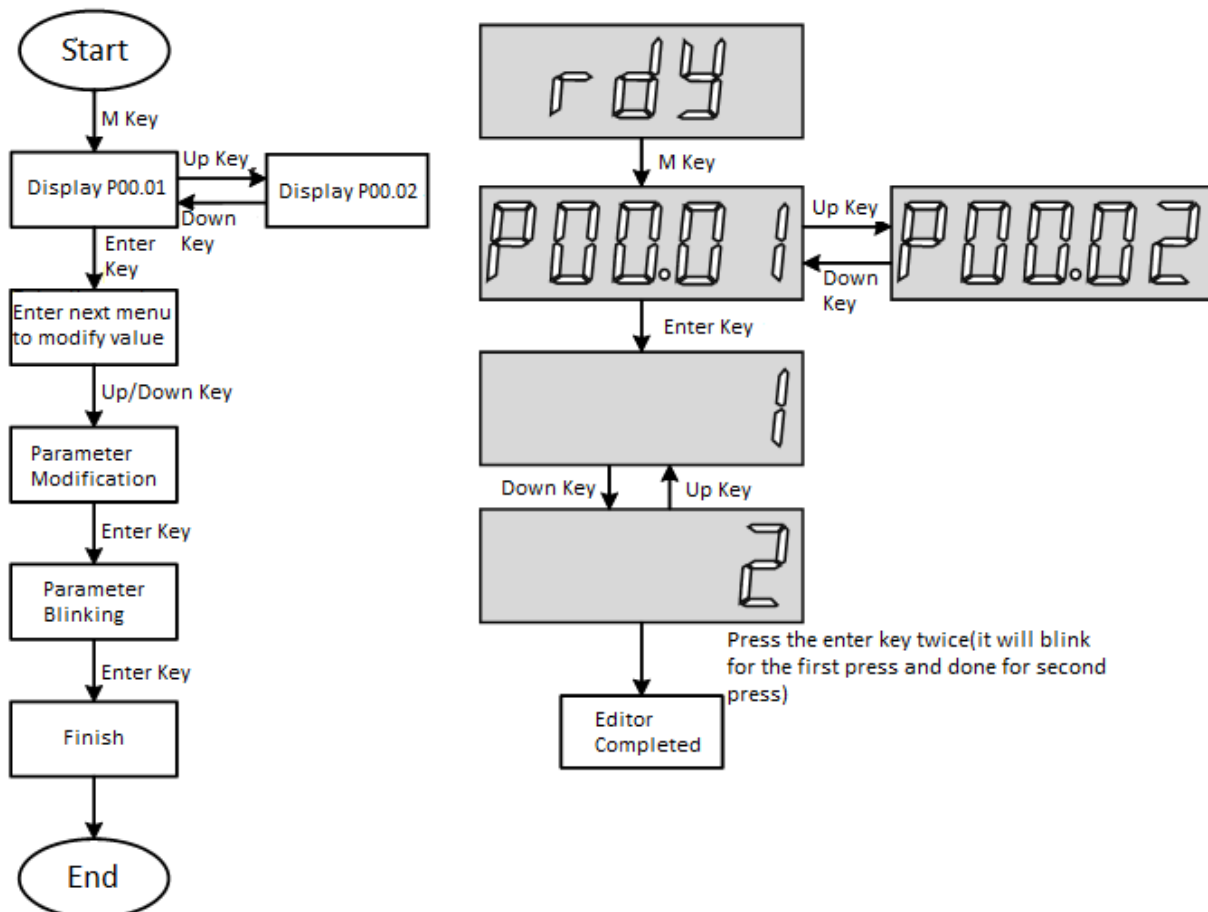 Start
M Key
Display P00.01
Up Key
Display P00.02
Down
Key
Enter
Key
Enter next menu
to modify value
Up/Down Key
Parameter
Modification
Enter Key
Parameter
Blinking
Enter Key
Finish
End
rdy
M Key
P00.01
Up Key
P00.02
Down
Key
Enter Key
1
Down Key
Up Key
2
Press the enter key twice(it will blink
for the first press and done for second
press)
Editor
Completed